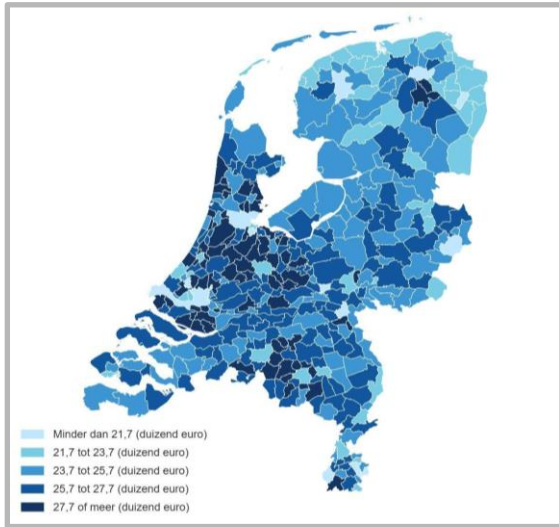 Minder dan 21,7 (duizend euro)
21,7 tot 23,7 (duizend euro)
23,7 tot 25,7 (duizend euro)
25,7 tot 27,7 (duizend euro)
27,7 of meer (duizend euro)